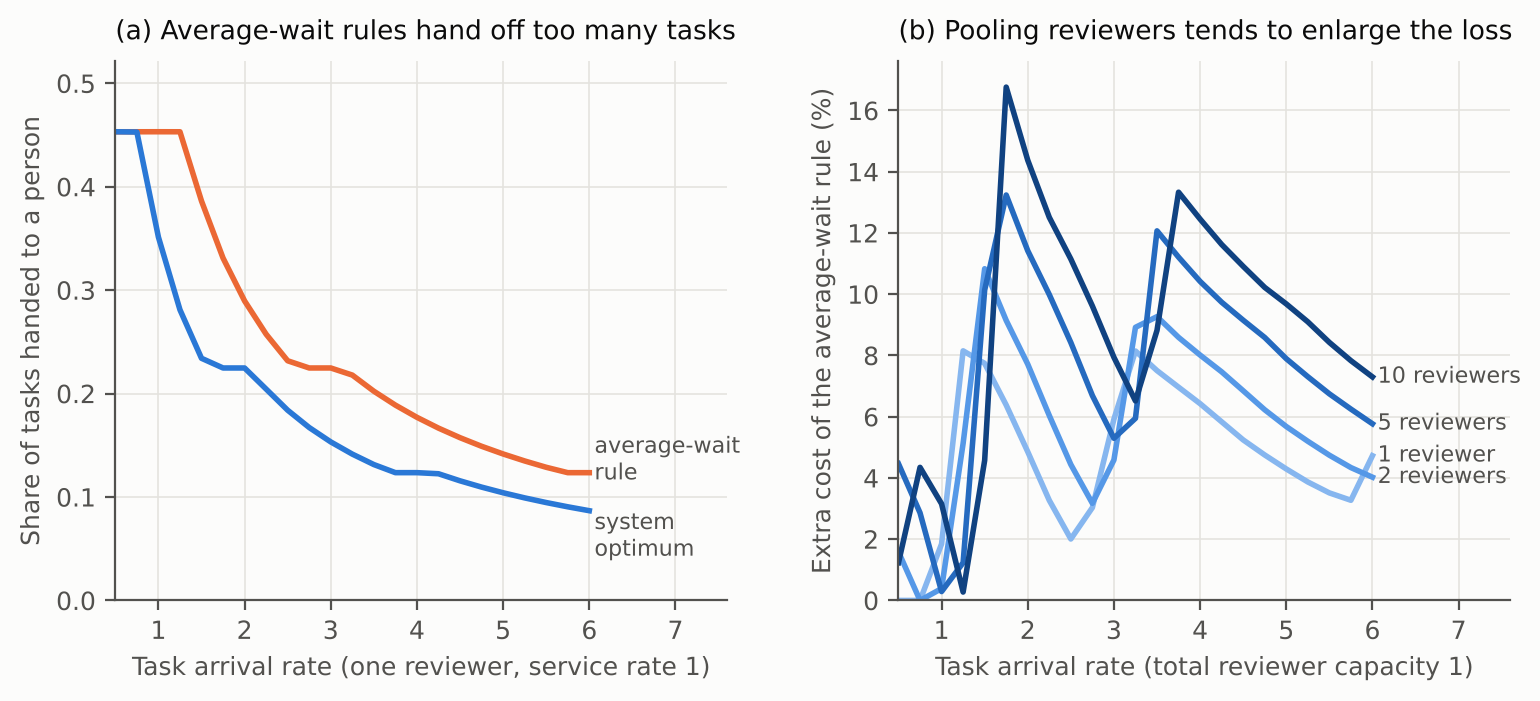 (a) Average-wait rules hand off too many tasks
Share of tasks handed to a person
0.5
0.4
0.3
0.2
0.1
0.0
average-wait
rule
system
optimum
1 2 3 4 5 6 7
Task arrival rate (one reviewer, service rate 1)
(b) Pooling reviewers tends to enlarge the loss
Extra cost of the average-wait rule (%)
16
14
12
10
8
6
4
2
0
10 reviewers
5 reviewers
1 reviewer
2 reviewers
1 2 3 4 5 6 7
Task arrival rate (total reviewer capacity 1)